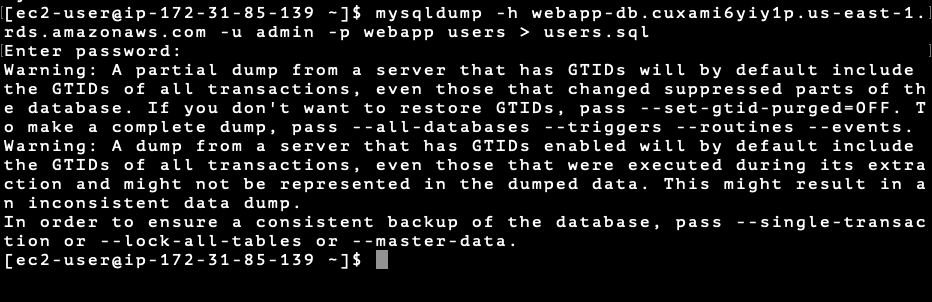 [ec2-user@ip-172-31-85-139 ~]$ mysqldump -h webapp-db.cuxami6yiy1p.us-east-1.
rds.amazonaws.com -u admin -p webapp users > users.sql
Enter password:
Warning: A partial dump from a server that has GTIDs will by default include
the GTIDs of all transactions, even those that changed suppressed parts of th
e database. If you don't want to restore GTIDs, pass --set-gtid-purged=OFF. T
o make a complete dump, pass --all-databases --triggers --routines --events.
Warning: A dump from a server that has GTIDs enabled will by default include
the GTIDs of all transactions, even those that were executed during its extra
ction and might not be represented in the dumped data. This might result in a
n inconsistent data dump.
In order to ensure a consistent backup of the database, pass --single-transac
tion or --lock-all-tables or --master-data.
[ec2-user@ip-172-31-85-139 ~]$